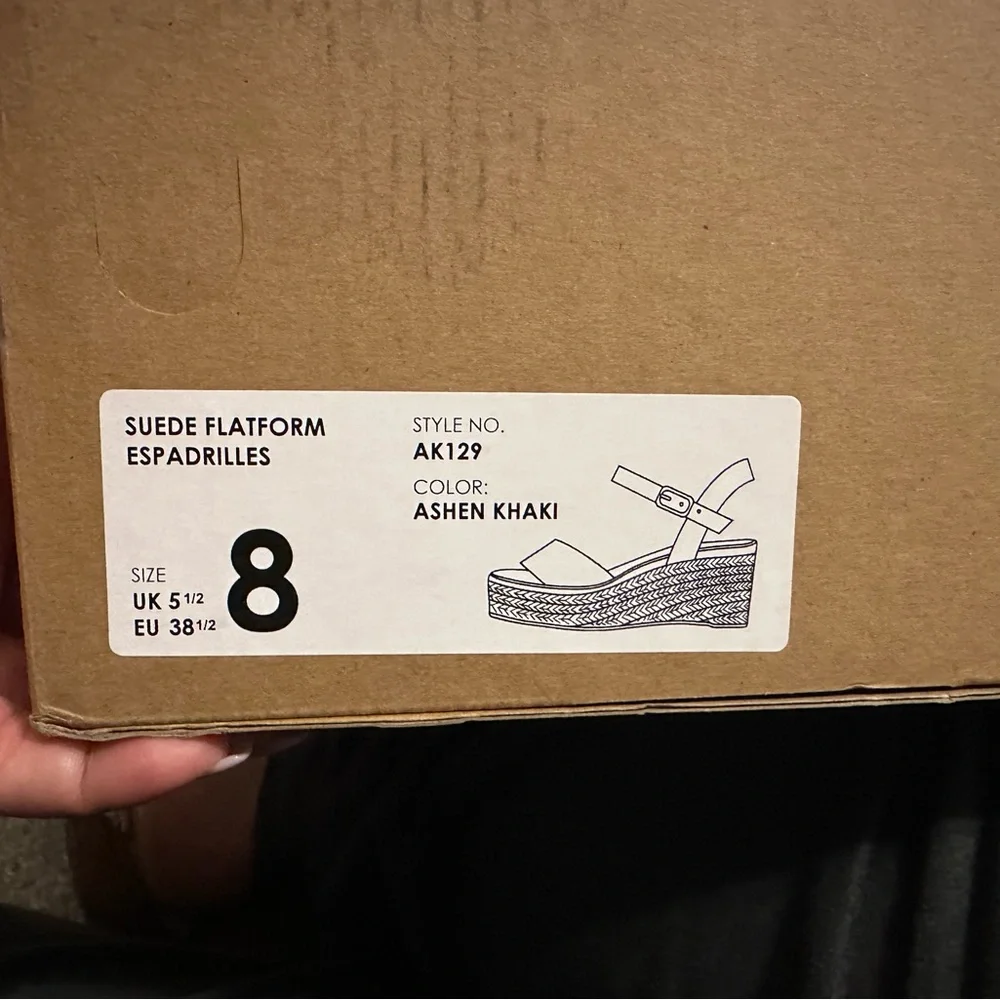 SUEDE FLATFORM
ESPADRILLES
STYLE NO.
AK129
COLOR:
ASHEN KHAKI
SIZE
UK 5 1/2
EU 38 1/2
8